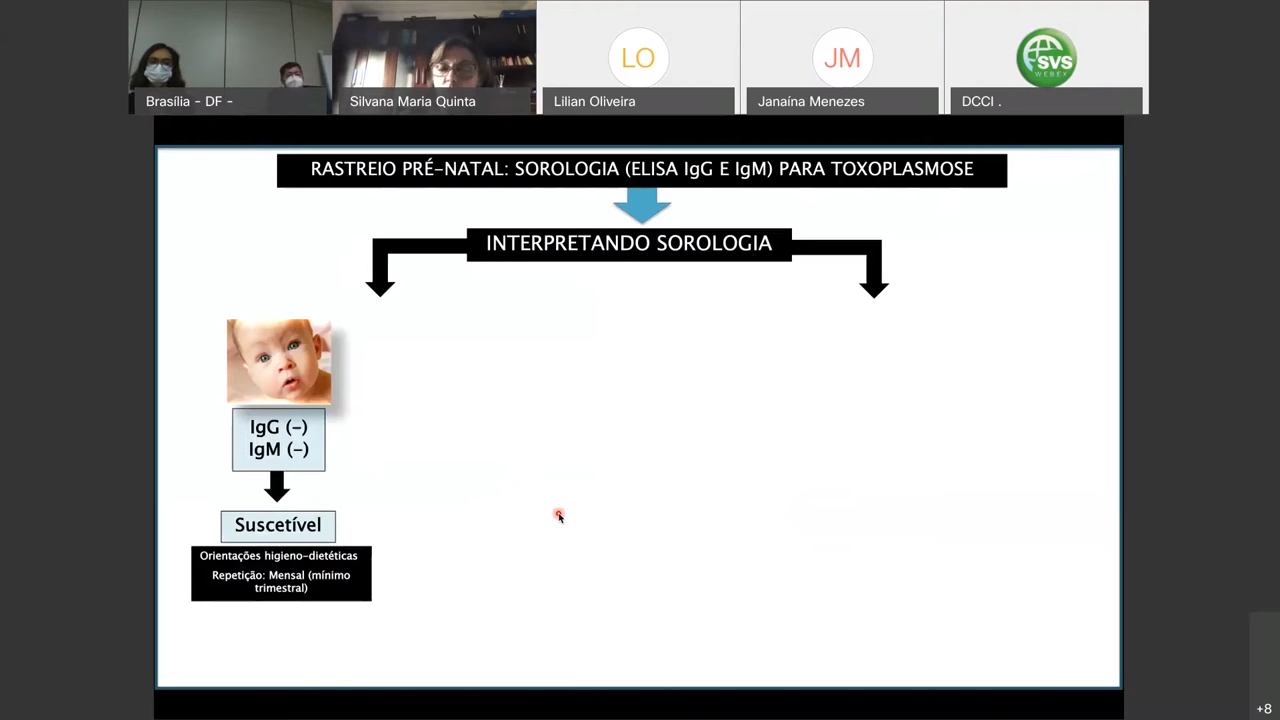 LO
JM
svs
WEBEX
Brasília - DF -
Silvana Maria Quinta
Lilian Oliveira
Janaína Menezes
DCCI .
RASTREIO PRÉ-NATAL: SOROLOGIA (ELISA IgG E IgM) PARA TOXOPLASMOSE
INTERPRETANDO SOROLOGIA
IgG (-)
IgM (-)
Suscetível
Orientações higieno-dietéticas
Repetição: Mensal (mínimo
trimestral)
+8